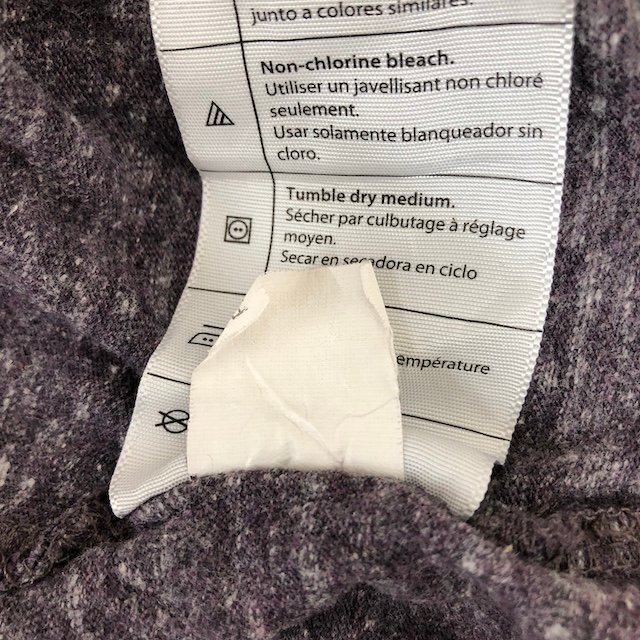 junto a colores similares.
Non-chlorine bleach.
Utiliser un javellisant non chloré
seulement.
Usar solamente blanqueador sin
cloro.
Tumble dry medium.
Sécher par culbutage à réglage
moyen.
Secar en secadora en ciclo
empérature